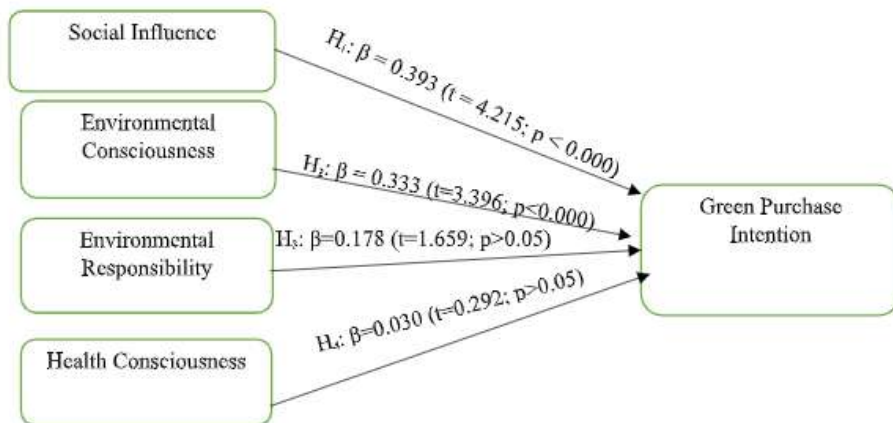 Social Influence
H₁: β = 0.393 (t = 4.215; p < 0.000)
Environmental
Consciousness
H₂: β = 0.333 (t=3.396; p<0.000)
Green Purchase
Intention
Environmental
Responsibility
H₃: β=0.178 (t=1.659; p>0.05)
H₄: β=0.030 (t=0.292; p>0.05)
Health Consciousness